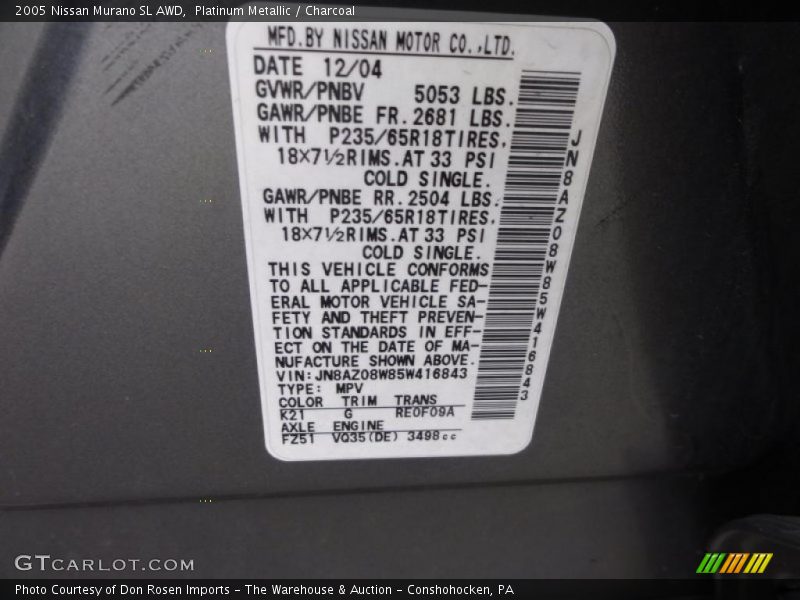 2005 Nissan Murano SL AWD,  Platinum Metallic / Charcoal
MFD.BY NISSAN MOTOR CO.,LTD.
DATE 12/04
GVWR/PNBV 5053 LBS.
GAWR/PNBE FR. 2681 LBS.
WITH P235/65R18TIRES,
18X7½RIMS.AT 33 PSI
COLD SINGLE.
GAWR/PNBE RR. 2504 LBS.
WITH P235/65R18TIRES.
18X7½RIMS.AT 33 PSI
COLD SINGLE.
THIS VEHICLE CONFORMS
TO ALL APPLICABLE FED-
ERAL MOTOR VEHICLE SA-
FETY AND THEFT PREVEN-
TION STANDARDS IN EFF-
ECT ON THE DATE OF MA-
NUFACTURE SHOWN ABOVE.
VIN:JN8AZ08W85W416843
TYPE: MPV
COLOR TRIM TRANS
K21 G RE0F09A
AXLE ENGINE
FZ51 VQ35(DE) 3498cc
JN8AZ08W85W416843
GTCARLOT.COM
Photo Courtesy of Don Rosen Imports – The Warehouse & Auction – Conshohocken, PA